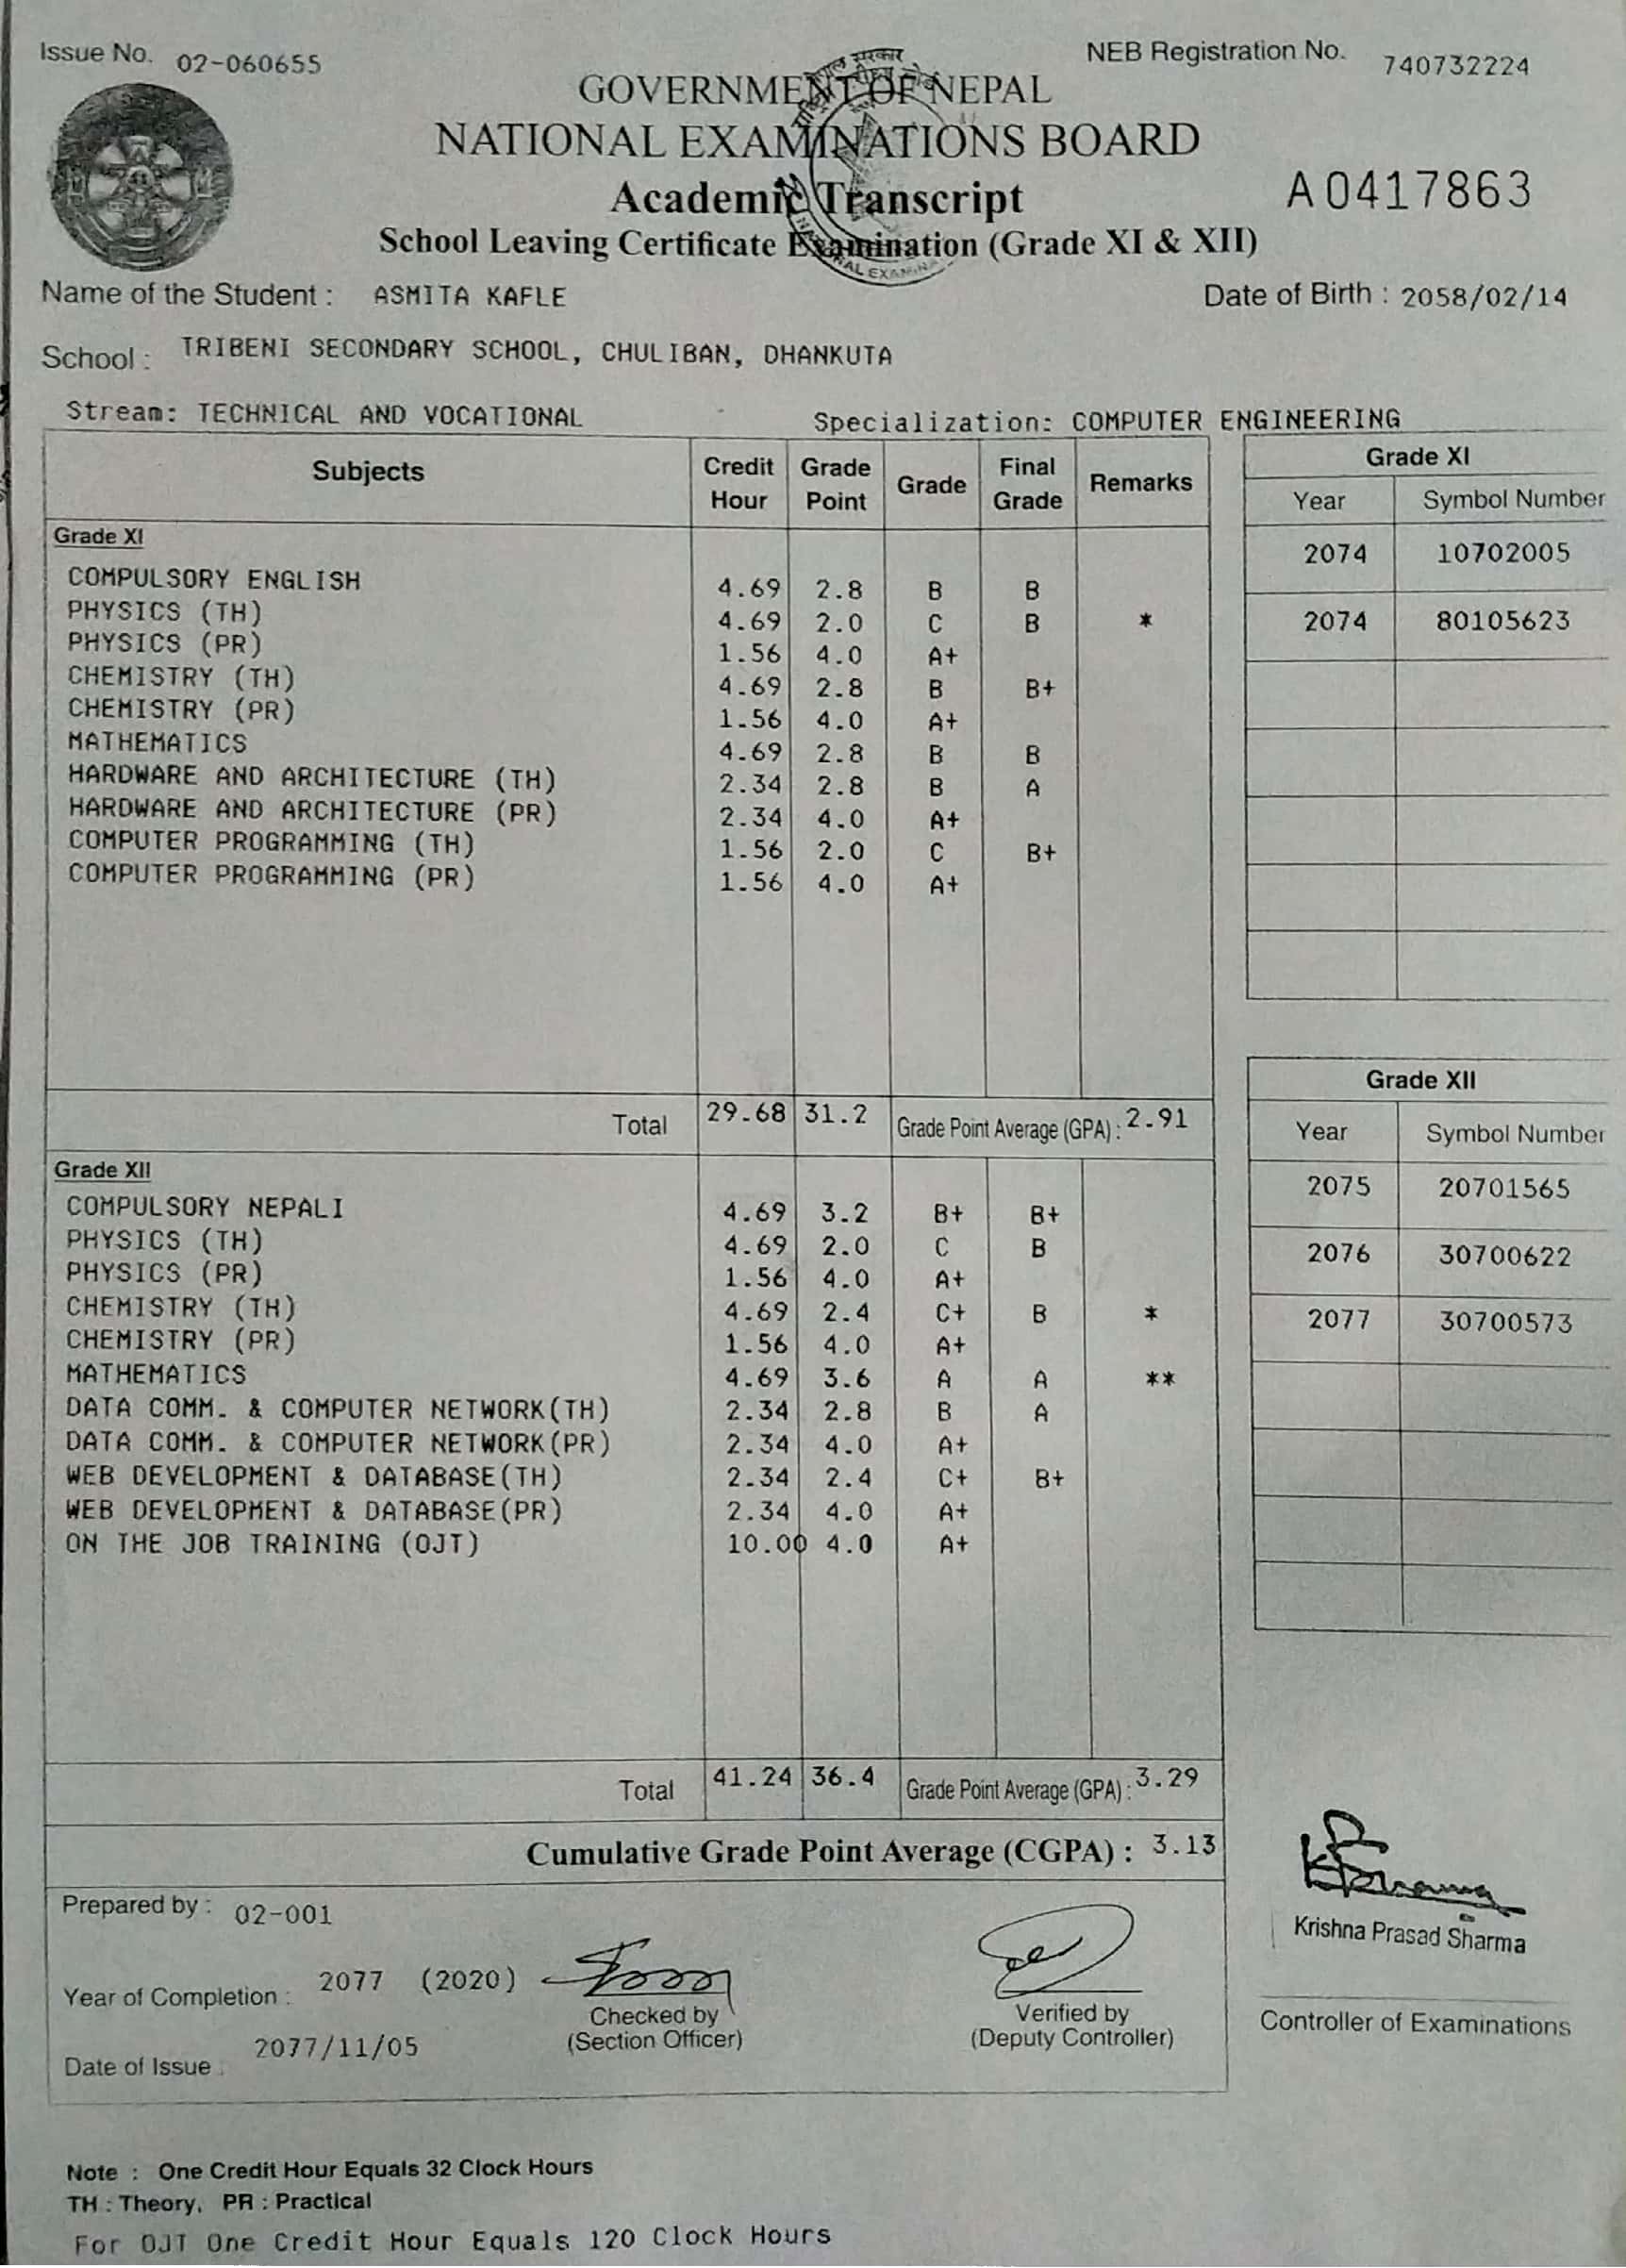 Issue No. 02-060655
NEB Registration No. 740732224
GOVERNMENT OF NEPAL
NATIONAL EXAMINATIONS BOARD
Academic Transcript
A0417863
School Leaving Certificate Examination (Grade XI & XII)
Name of the Student : ASMITA KAFLE
Date of Birth : 2058/02/14
School : TRIBENI SECONDARY SCHOOL, CHULIBAN, DHANKUTA
Stream: TECHNICAL AND VOCATIONAL Specialization: COMPUTER ENGINEERING
Subjects Credit Hour Grade Point Grade Final Grade Remarks
Grade XI
COMPULSORY ENGLISH 4.69 2.8 B B
PHYSICS (TH) 4.69 2.0 C B *
PHYSICS (PR) 1.56 4.0 A+
CHEMISTRY (TH) 4.69 2.8 B B+
CHEMISTRY (PR) 1.56 4.0 A+
MATHEMATICS 4.69 2.8 B B
HARDWARE AND ARCHITECTURE (TH) 2.34 2.8 B A
HARDWARE AND ARCHITECTURE (PR) 2.34 4.0 A+
COMPUTER PROGRAMMING (TH) 1.56 2.0 C B+
COMPUTER PROGRAMMING (PR) 1.56 4.0 A+
Total 29.68 31.2 Grade Point Average (GPA) : 2.91
Grade XII
COMPULSORY NEPALI 4.69 3.2 B+ B+
PHYSICS (TH) 4.69 2.0 C B
PHYSICS (PR) 1.56 4.0 A+
CHEMISTRY (TH) 4.69 2.4 C+ B *
CHEMISTRY (PR) 1.56 4.0 A+
MATHEMATICS 4.69 3.6 A A **
DATA COMM. & COMPUTER NETWORK(TH) 2.34 2.8 B A
DATA COMM. & COMPUTER NETWORK(PR) 2.34 4.0 A+
WEB DEVELOPMENT & DATABASE(TH) 2.34 2.4 C+ B+
WEB DEVELOPMENT & DATABASE(PR) 2.34 4.0 A+
ON THE JOB TRAINING (OJT) 10.00 4.0 A+
Total 41.24 36.4 Grade Point Average (GPA) : 3.29
Cumulative Grade Point Average (CGPA) : 3.13
Grade XI
Year Symbol Number
2074 10702005
2074 80105623
Grade XII
Year Symbol Number
2075 20701565
2076 30700622
2077 30700573
Prepared by : 02-001
Year of Completion : 2077 (2020)
Date of Issue : 2077/11/05
Checked by
(Section Officer)
Verified by
(Deputy Controller)
Krishna Prasad Sharma
Controller of Examinations
Note : One Credit Hour Equals 32 Clock Hours
TH : Theory, PR : Practical
For OJT One Credit Hour Equals 120 Clock Hours